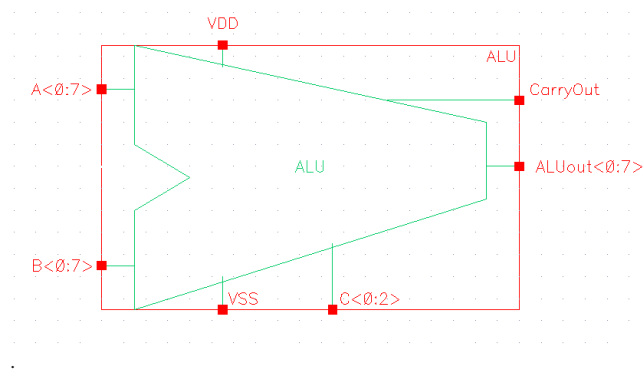 VDD
ALU
A<0:7>
CarryOut
ALU
ALUout<0:7>
B<0:7>
VSS
C<0:2>